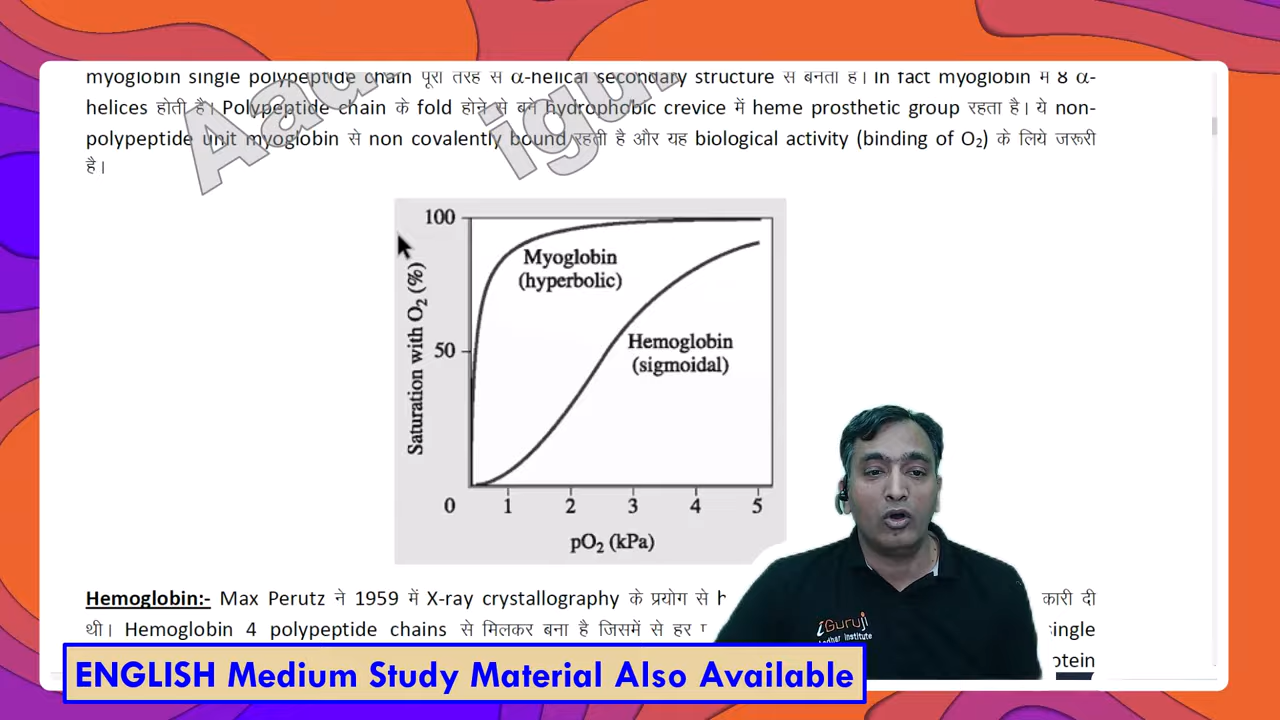 myoglobin single polypeptide chain पूरी तरह से α-helical secondary structure से बनता है। In fact myoglobin में 8 α-
helices होती है। Polypeptide chain के fold होने से बने hydrophobic crevice में heme prosthetic group रहता है। ये non-
polypeptide unit myoglobin से non covalently bound रहती है और यह biological activity (binding of O₂) के लिये जरूरी
है।
100
Myoglobin
(hyperbolic)
Saturation with O₂ (%)
50
Hemoglobin
(sigmoidal)
0 1 2 3 4 5
pO₂ (kPa)
Hemoglobin:- Max Perutz ने 1959 में X-ray crystallography के प्रयोग से कारी दी
थी। Hemoglobin 4 polypeptide chains से मिलकर बना है जिसमें से हर single
otein
iGuruji
Institute
ENGLISH Medium Study Material Also Available